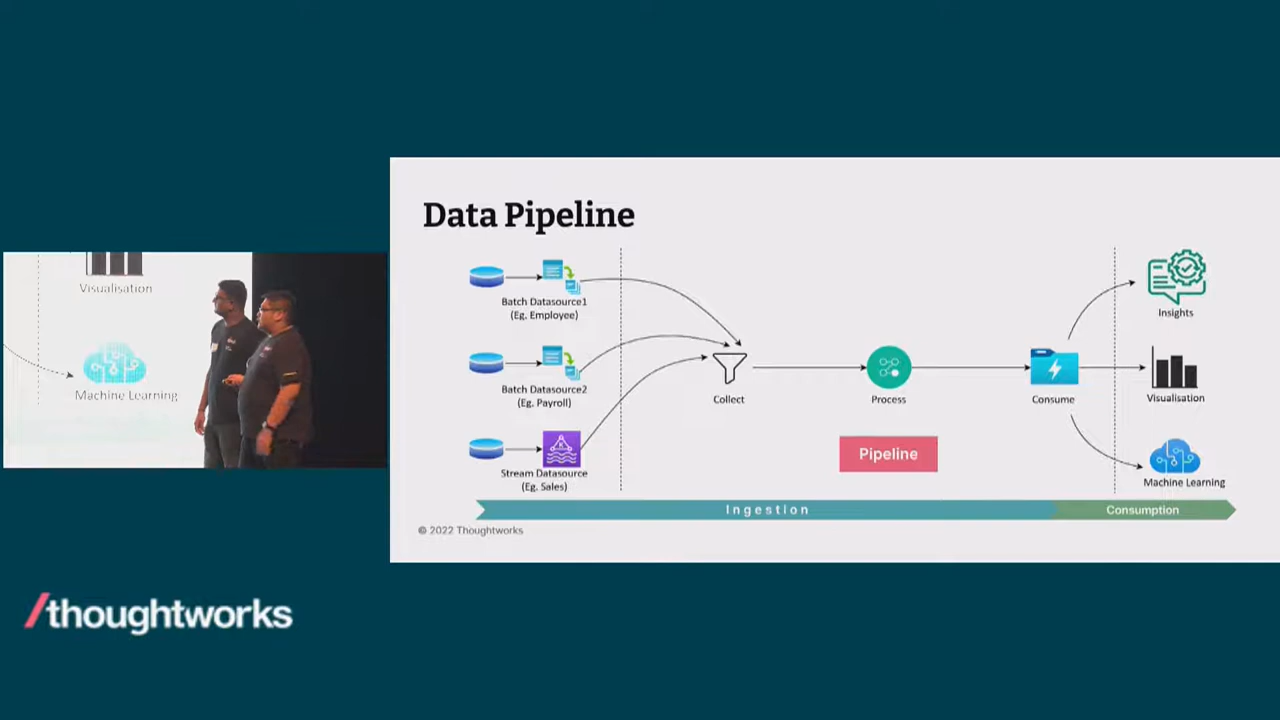 Data Pipeline
Batch Datasource1
(Eg. Employee)
Batch Datasource2
(Eg. Payroll)
Stream Datasource
(Eg. Sales)
Collect
Process
Pipeline
Consume
Insights
Visualisation
Machine Learning
Ingestion
Consumption
© 2022 Thoughtworks
Visualisation
Machine Learning
/thoughtworks